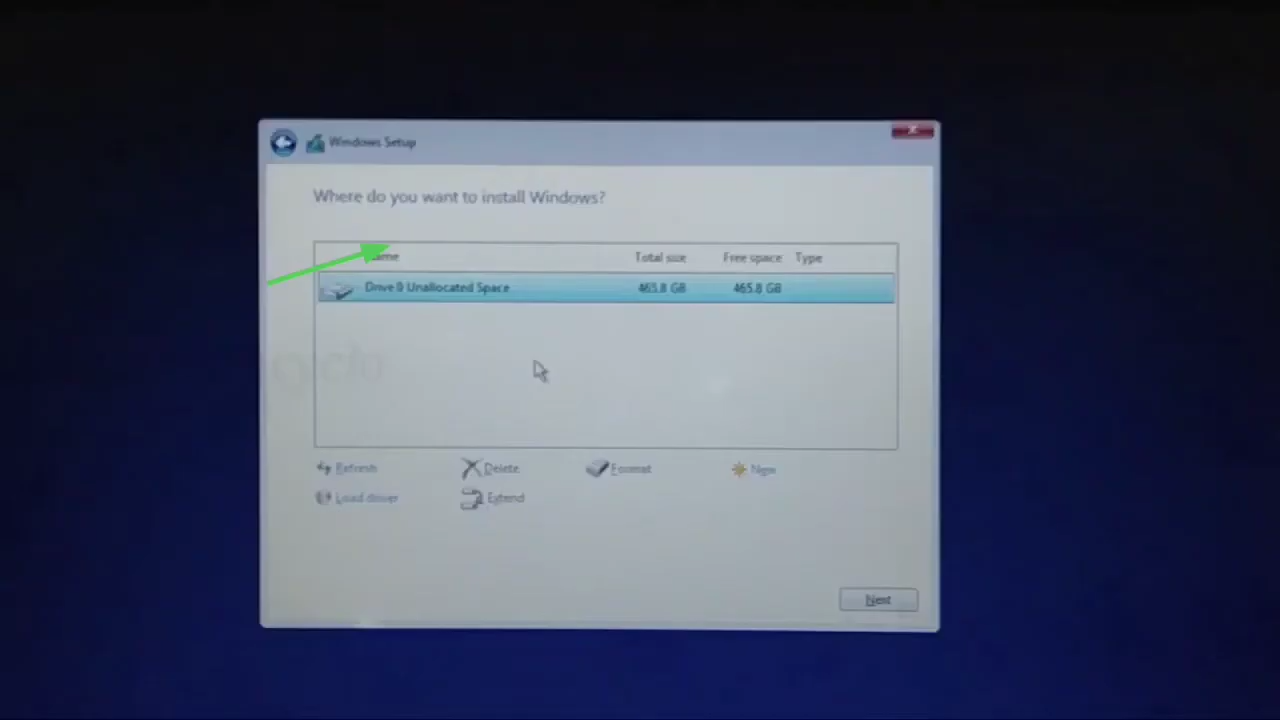 Windows Setup
Where do you want to install Windows?
Name Total size Free space Type
Drive 0 Unallocated Space 465.8 GB 465.8 GB
Refresh Delete Format New
Load driver Extend
Next